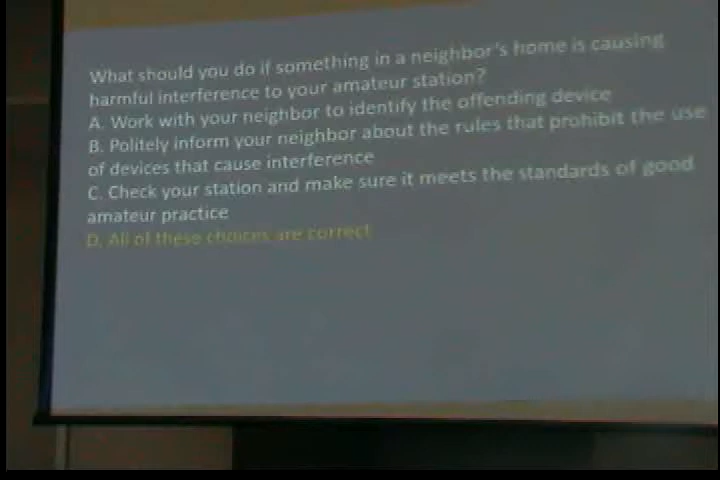 What should you do if something in a neighbor's home is causing
harmful interference to your amateur station?
A. Work with your neighbor to identify the offending device
B. Politely inform your neighbor about the rules that prohibit the use
of devices that cause interference
C. Check your station and make sure it meets the standards of good
amateur practice
D. All of these choices are correct